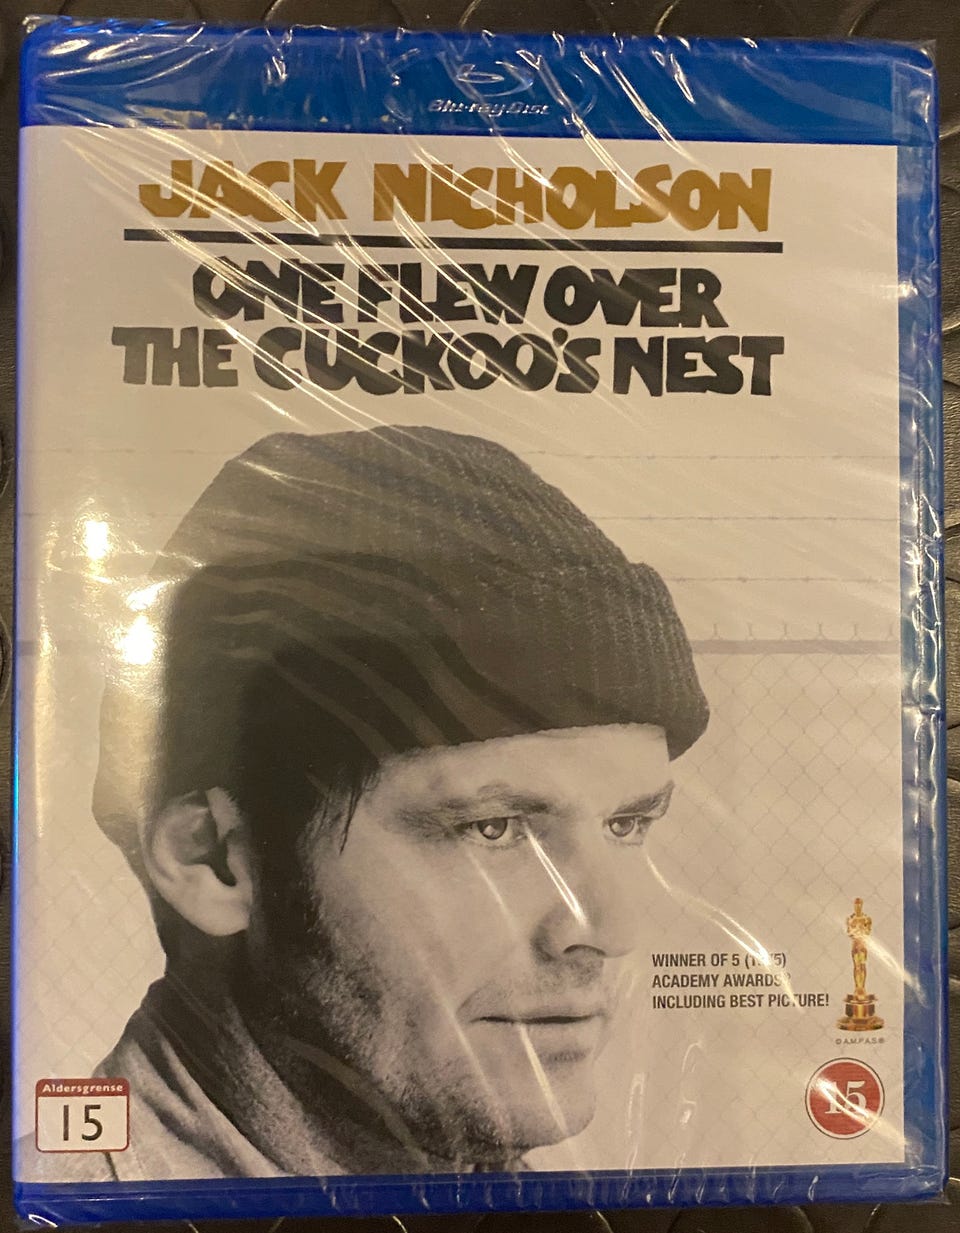 Blu-ray Disc
JACK NICHOLSON
ONE FLEW OVER
THE CUCKOO'S NEST
WINNER OF 5
ACADEMY AWARDS®
INCLUDING BEST PICTURE!
©A.M.P.A.S.®
Aldersgrense
15
15